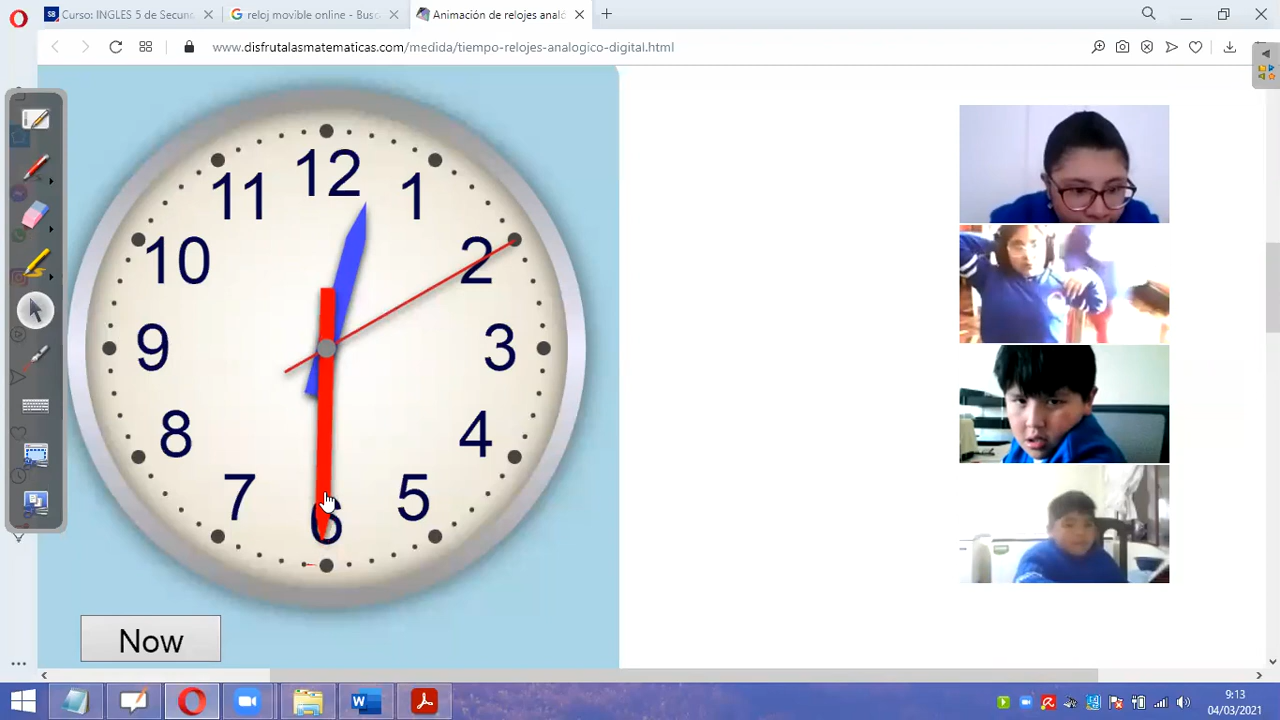 Curso: INGLES 5 de Secun
reloj movible online - Busc
Animación de relojes analó
www.disfrutalasmatematicas.com/medida/tiempo-relojes-analogico-digital.html
12
11
1
10
2
9
3
8
4
7
5
6
Now
9:13
04/03/2021